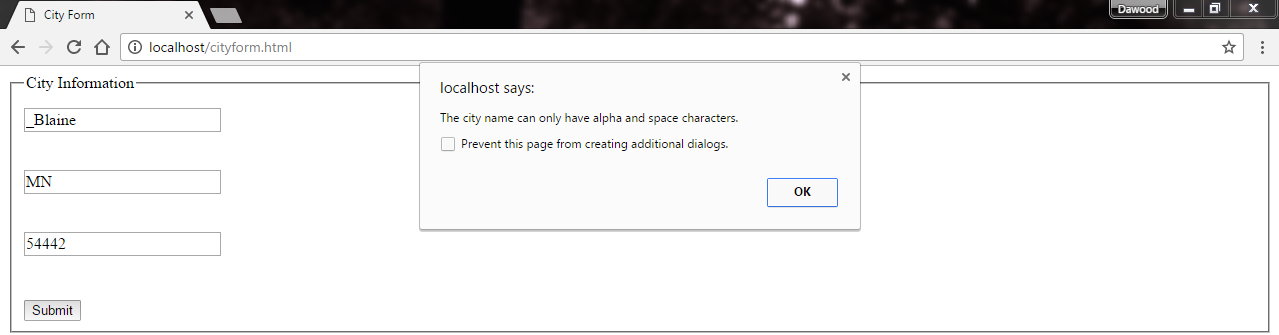 City Form
Dawood
localhost/cityform.html
City Information
_Blaine
MN
54442
Submit
localhost says:
The city name can only have alpha and space characters.
Prevent this page from creating additional dialogs.
OK